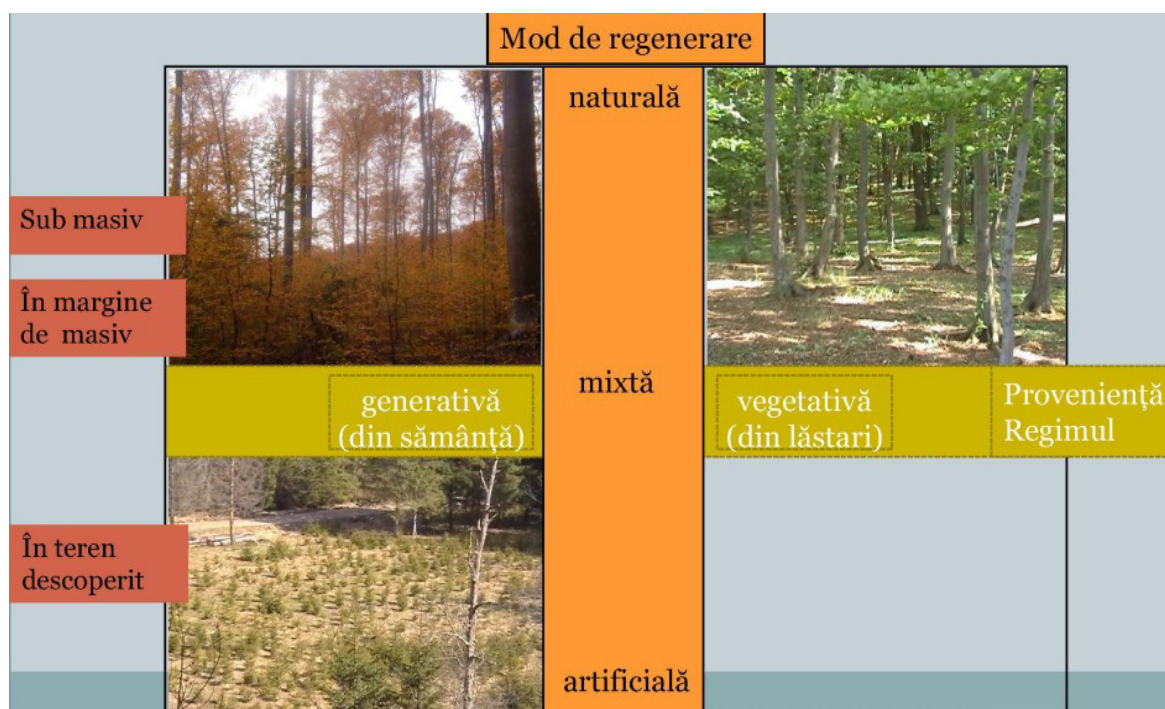 Mod de regenerare
naturală
Sub masiv
În margine
de masiv
mixtă
generativă
(din sămânță)
vegetativă
(din lăstari)
Proveniență
Regimul
În teren
descoperit
artificială